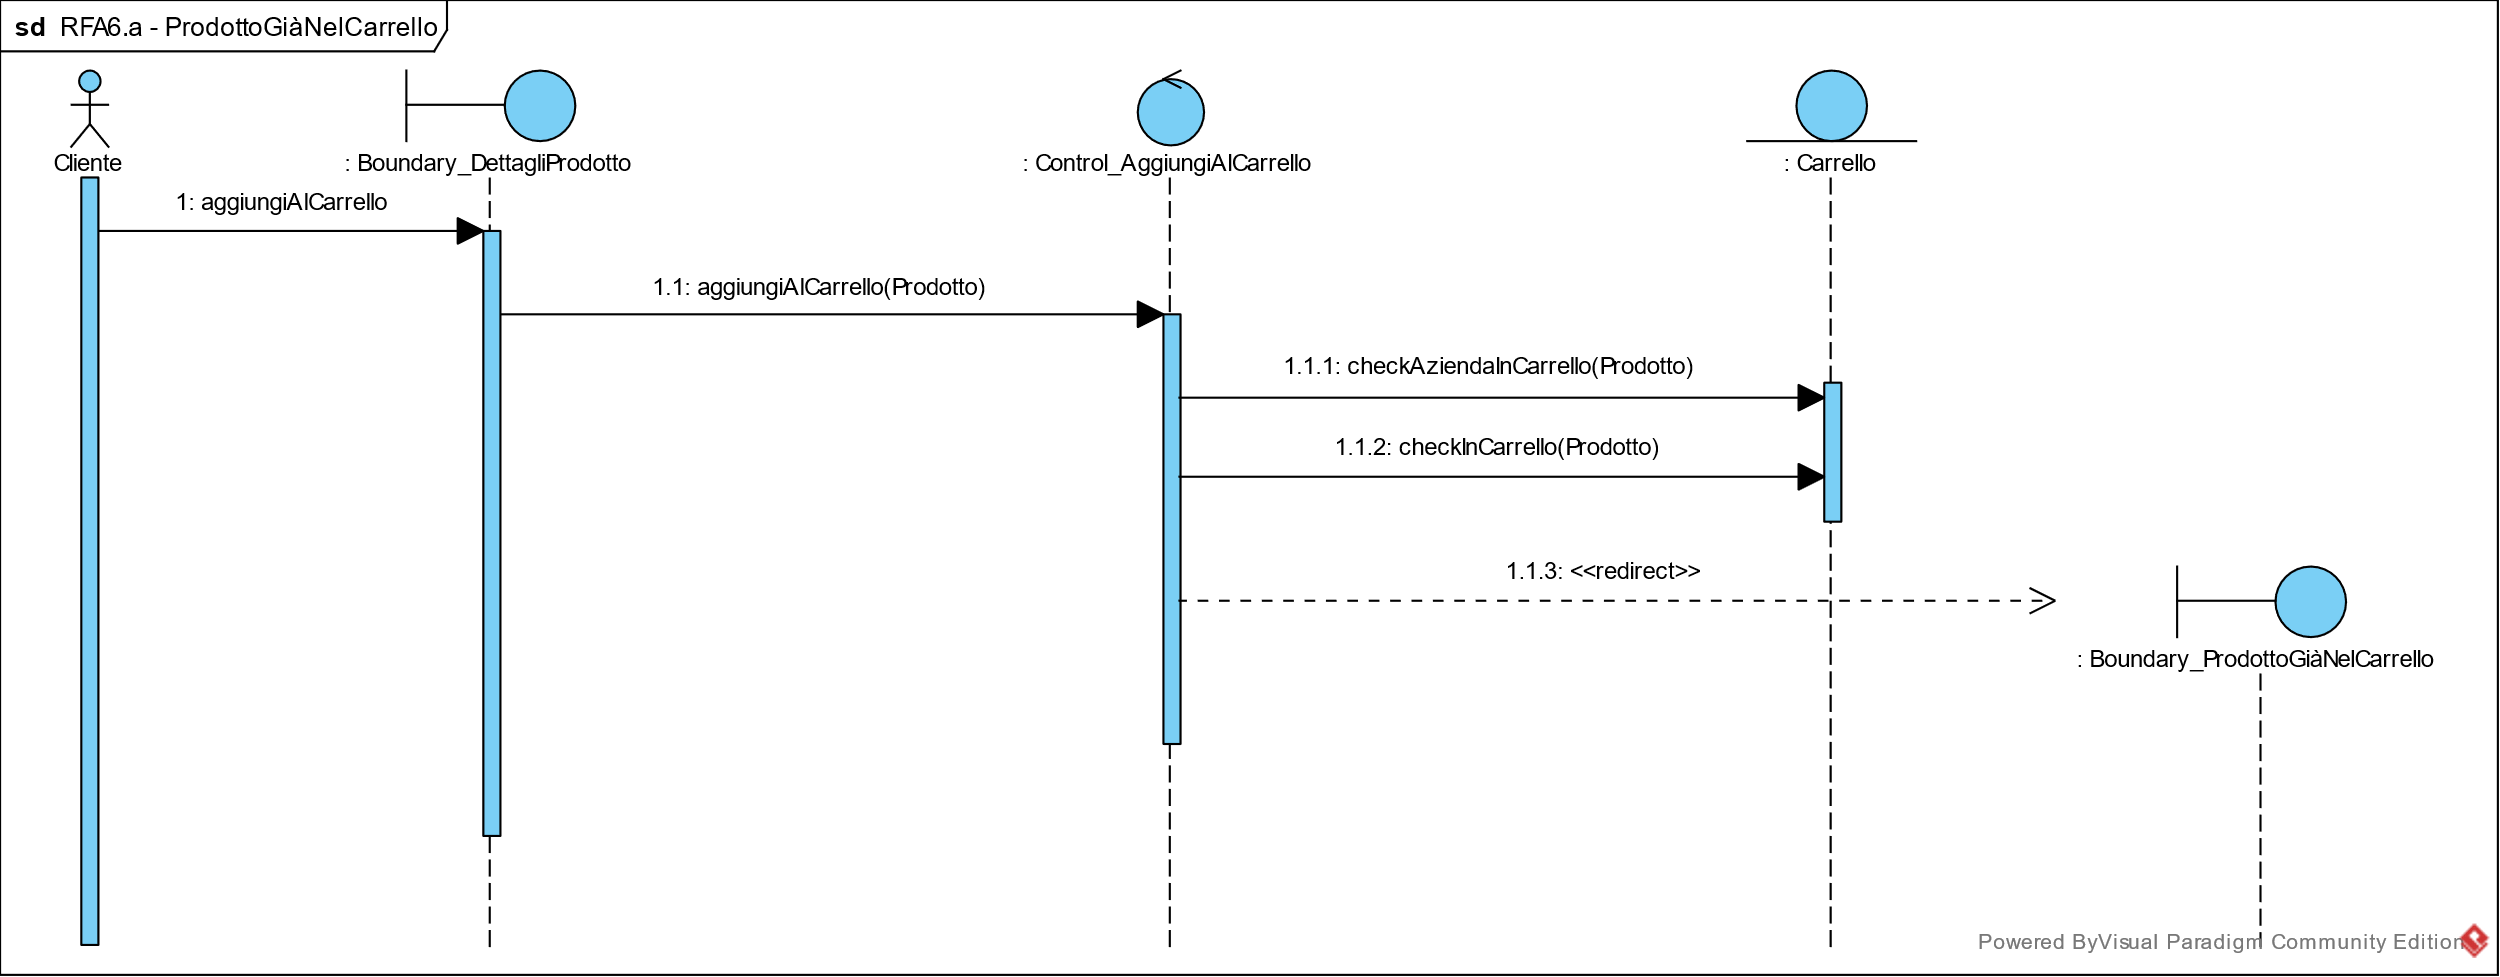 sd RFA6.a - ProdottoGiàNelCarrello
Cliente
: Boundary_DettagliProdotto
: Control_AggiungiAlCarrello
: Carrello
1: aggiungiAlCarrello
1.1: aggiungiAlCarrello(Prodotto)
1.1.1: checkAziendaInCarrello(Prodotto)
1.1.2: checkInCarrello(Prodotto)
1.1.3: <<redirect>>
: Boundary_ProdottoGiàNelCarrello
Powered ByVisual Paradigm Community Edition